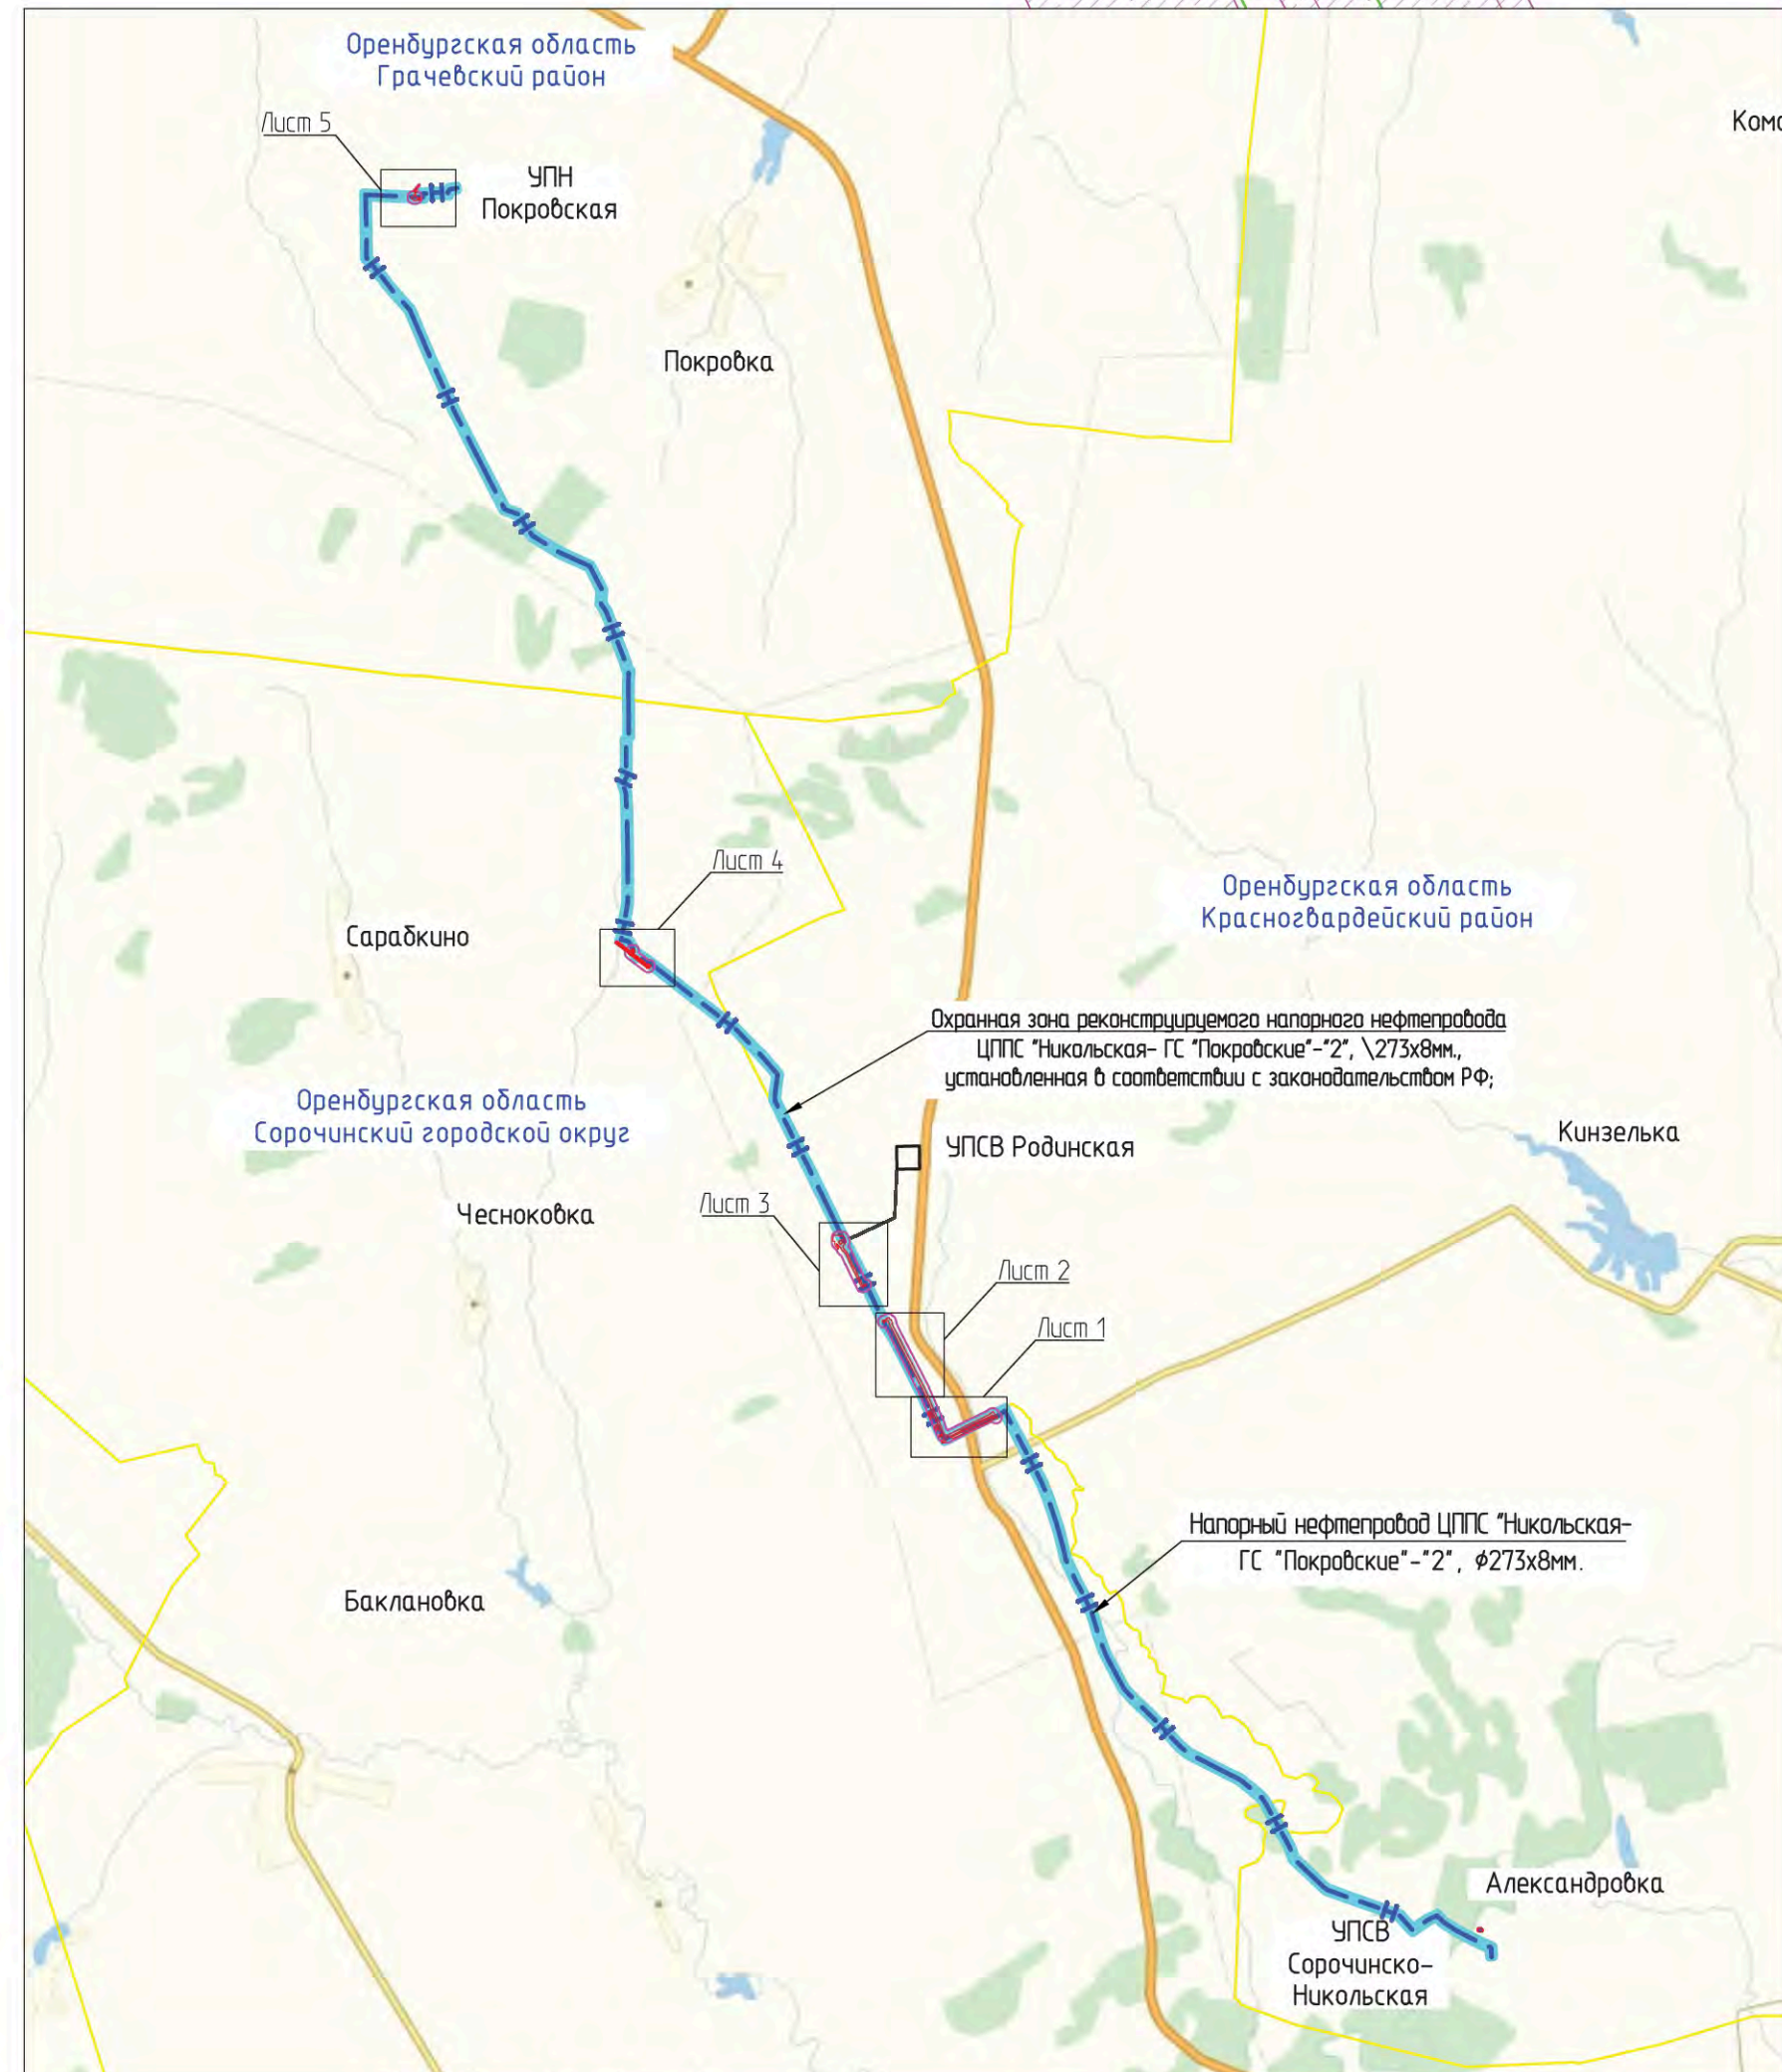 Оренбургская область
Грачевский район
Лист 5
УПН
Покровская
Покровка
Лист 4
Оренбургская область
Красногвардейский район
Сарабкино
Охранная зона реконструируемого напорного нефтепровода
ЦППС "Никольская- ГС "Покровские"-"2", \273х8мм.,
установленная в соответствии с законодательством РФ;
Оренбургская область
Сорочинский городской округ
Кинзелька
УПСВ Родинская
Лист 3
Чесноковка
Лист 2
Лист 1
Напорный нефтепровод ЦППС "Никольская-
ГС "Покровские"-"2", ϕ273х8мм.
Баклановка
Александровка
УПСВ
Сорочинско-
Никольская